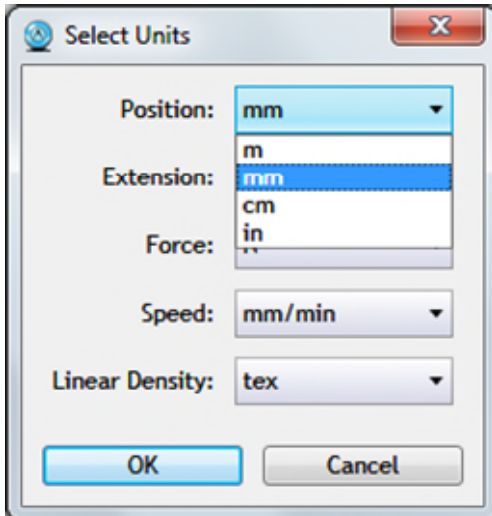 Select Units
Position: mm
m
Extension: mm
cm
Force: in
Speed: mm/min
Linear Density: tex
OK Cancel